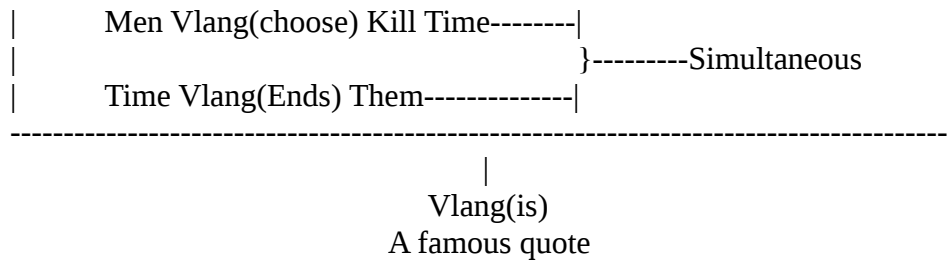 | Men Vlang(choose) Kill Time--------|
| }---------Simultaneous
| Time Vlang(Ends) Them--------------|
----------------------------------------------------------------------------------------
|
Vlang(is)
A famous quote